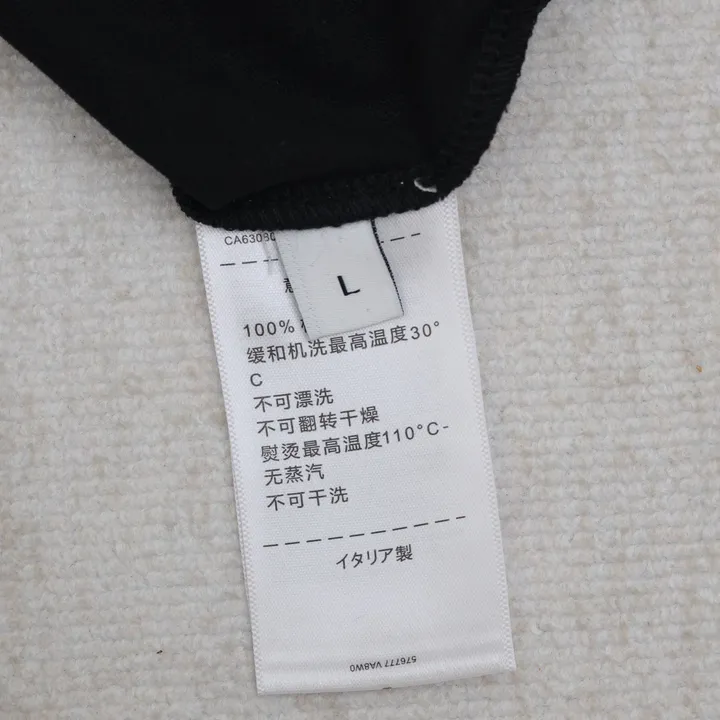 CA6309
L
100%
缓和机洗最高温度30°
C
不可漂洗
不可翻转干燥
熨烫最高温度110°C-
无蒸汽
不可干洗
イタリア製
576777 VA8W0